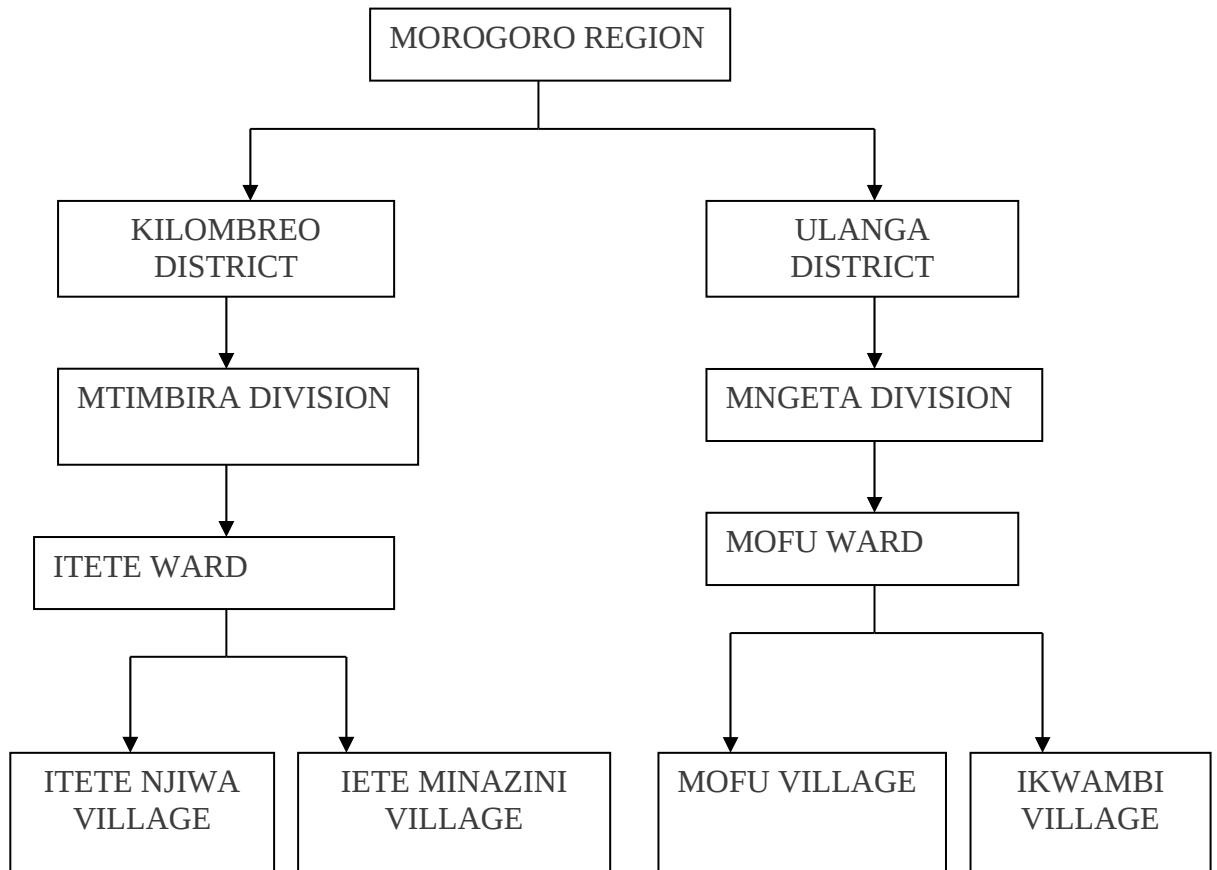 MOROGORO REGION
KILOMBREO
DISTRICT
ULANGA
DISTRICT
MTIMBIRA DIVISION
MNGETA DIVISION
ITETE WARD
MOFU WARD
ITETE NJIWA
VILLAGE
IETE MINAZINI
VILLAGE
MOFU VILLAGE
IKWAMBI
VILLAGE